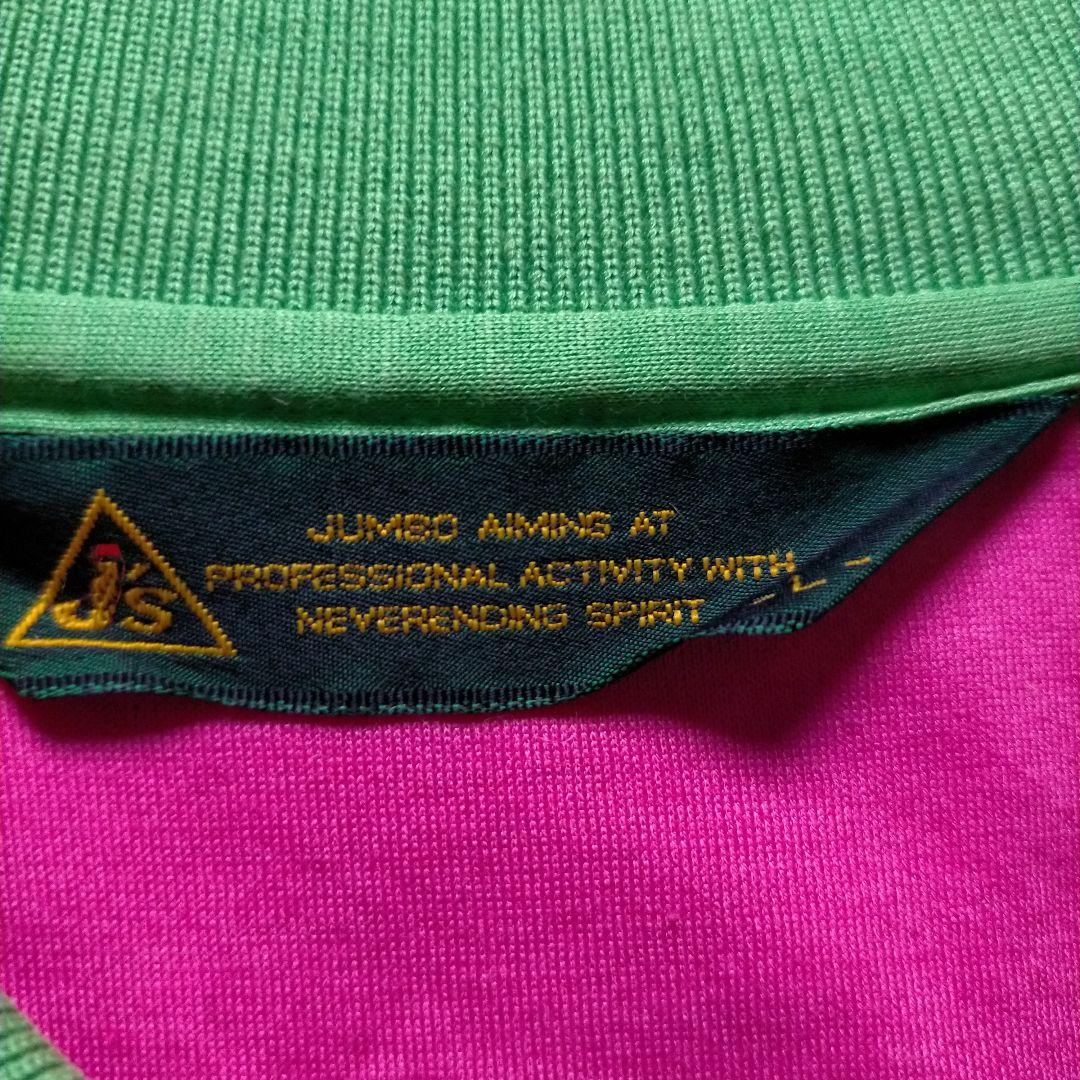 J'S
JUMBO AIMING AT
PROFESSIONAL ACTIVITY WITH
NEVERENDING SPIRIT
- L -